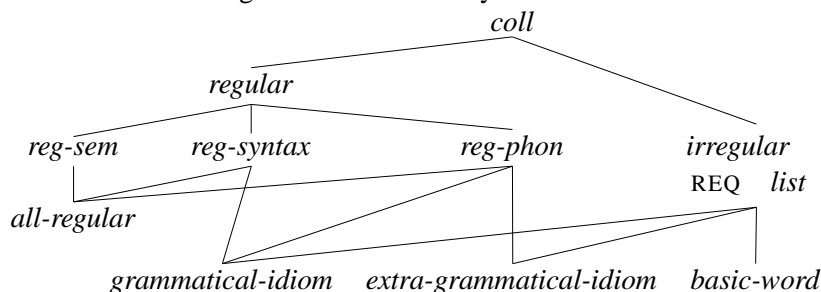 coll
regular
reg-sem reg-syntax reg-phon irregular
REQ list
all-regular
grammatical-idiom extra-grammatical-idiom basic-word